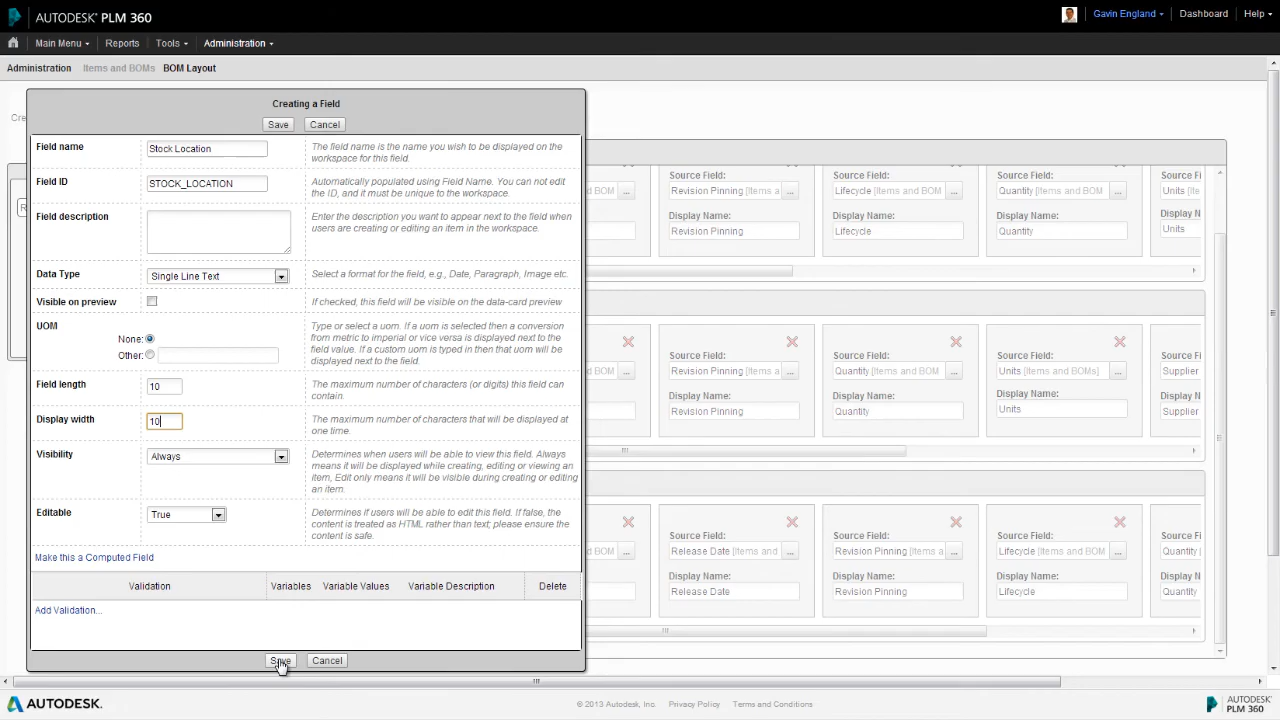 AUTODESK® PLM 360
Gavin England
Dashboard
Help
Main Menu
Reports
Tools
Administration
Administration
Items and BOMs
BOM Layout
Creating a Field
Save
Cancel
Field name
Stock Location
The field name is the name you wish to be displayed on the
workspace for this field.
Field ID
STOCK_LOCATION
Automatically populated using Field Name. You can not edit
the ID, and it must be unique to the workspace.
Field description
Enter the description you want to appear next to the field when
users are creating or editing an item in the workspace.
Data Type
Single Line Text
Select a format for the field, e.g., Date, Paragraph, Image etc.
Visible on preview
If checked, this field will be visible on the data-card preview
UOM
None:
Other:
Type or select a uom. If a uom is selected then a conversion
from metric to imperial or vice versa is displayed next to the
field value. If a custom uom is typed in then that uom will be
displayed next to the field.
Field length
10
The maximum number of characters (or digits) this field can
contain.
Display width
10
The maximum number of characters that will be displayed at
one time.
Visibility
Always
Determines when users will be able to view this field. Always
means it will be displayed while creating, editing or viewing an
item, Edit only means it will be visible during creating or editing
an item.
Editable
True
Determines if users will be able to edit this field. If false, the
content is treated as HTML rather than text; please ensure the
content is safe.
Make this a Computed Field
Validation
Variables
Variable Values
Variable Description
Delete
Add Validation...
Save
Cancel
Source Field:
Source Field:
Source Field:
Source Field:
...
Revision Pinning [Items a ...
Lifecycle [Items and BOM ...
Quantity [Items and BOM ...
Units [Items
Display Name:
Display Name:
Display Name:
Display N
Revision Pinning
Lifecycle
Quantity
Units
Source Field:
Source Field:
Source Field:
Source Fie
...
Revision Pinning [Items a ...
Quantity [Items and BOM ...
Units [Items and BOMs] ...
Supplier
Display Name:
Display Name:
Display Name:
Display Na
Revision Pinning
Quantity
Units
Supplier
Source Field:
Source Field:
Source Field:
Source Fie
and BOM ...
Release Date [Items and ...
Revision Pinning [Items a ...
Lifecycle [Items and BOM ...
Quantity [
Display Name:
Display Name:
Display Name:
Display Na
Release Date
Revision Pinning
Lifecycle
Quantity
AUTODESK.
© 2013 Autodesk, Inc.
Privacy Policy
Terms and Conditions
AUTODESK®
PLM 360